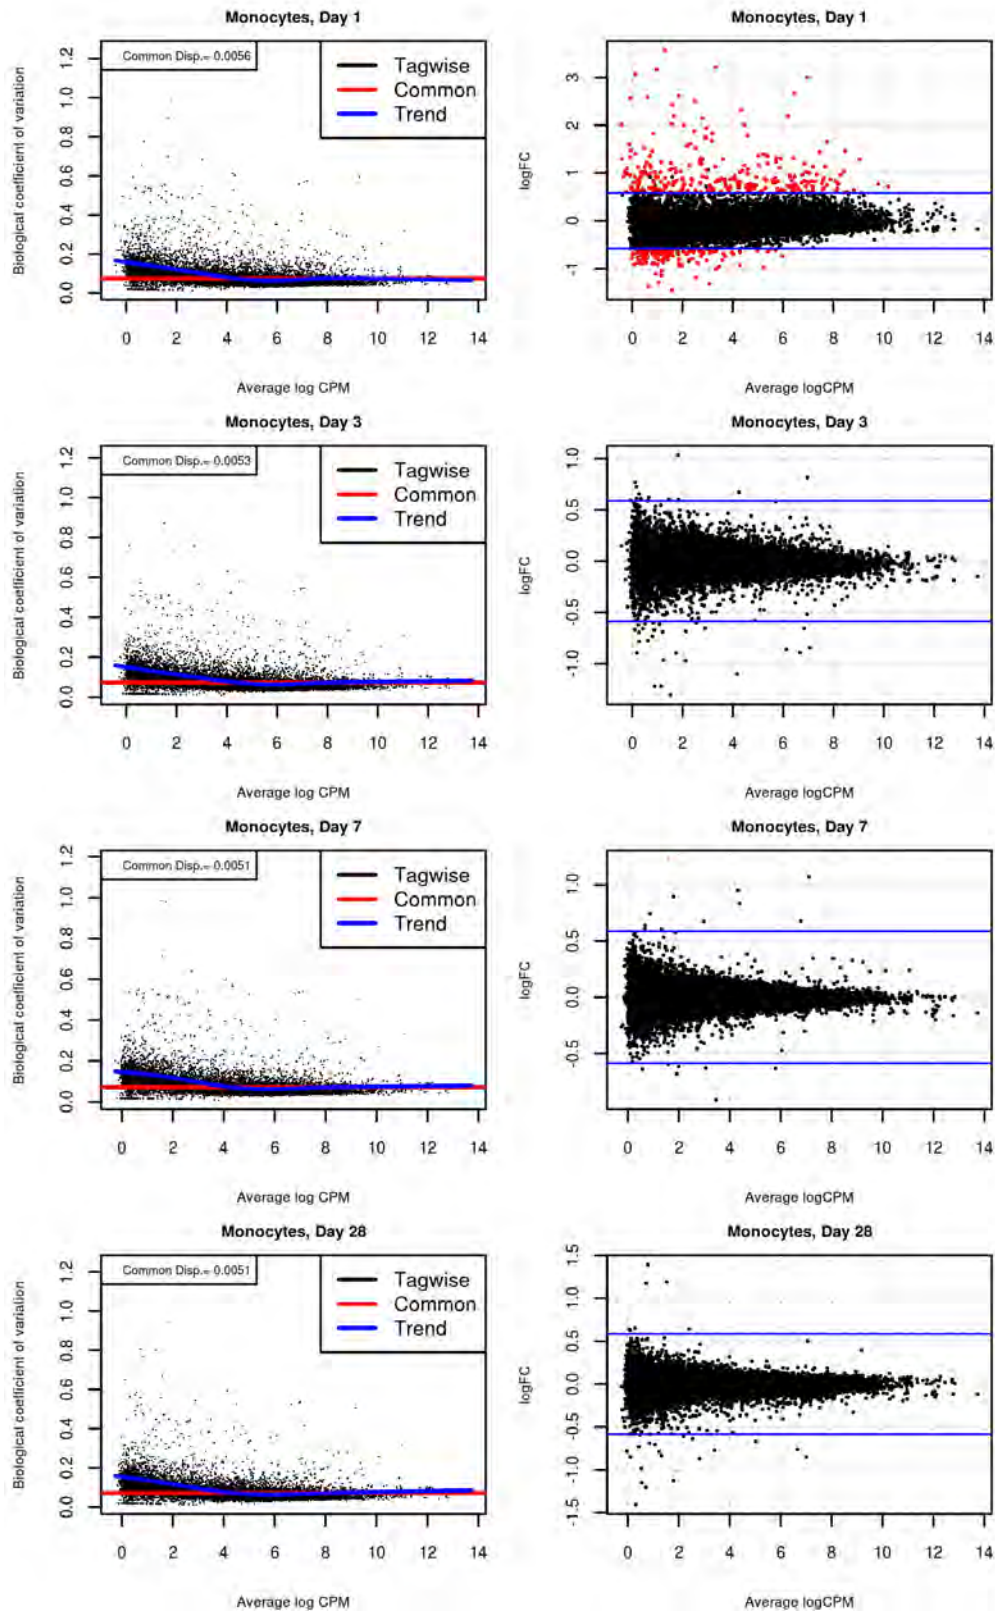 Monocytes, Day 1
Biological coefficient of variation
1.2
1.0
0.8
0.6
0.4
0.2
0.0
Common Disp.= 0.0056
Tagwise
Common
Trend
0 2 4 6 8 10 12 14
Average log CPM
Monocytes, Day 1
logFC
3
2
1
0
-1
0 2 4 6 8 10 12 14
Average logCPM
Monocytes, Day 3
Biological coefficient of variation
1.2
1.0
0.8
0.6
0.4
0.2
0.0
Common Disp.= 0.0053
Tagwise
Common
Trend
0 2 4 6 8 10 12 14
Average log CPM
Monocytes, Day 3
logFC
1.0
0.5
0.0
-0.5
-1.0
0 2 4 6 8 10 12 14
Average logCPM
Monocytes, Day 7
Biological coefficient of variation
1.2
1.0
0.8
0.6
0.4
0.2
0.0
Common Disp.= 0.0051
Tagwise
Common
Trend
0 2 4 6 8 10 12 14
Average log CPM
Monocytes, Day 7
logFC
1.0
0.5
0.0
-0.5
0 2 4 6 8 10 12 14
Average logCPM
Monocytes, Day 28
Biological coefficient of variation
1.2
1.0
0.8
0.6
0.4
0.2
0.0
Common Disp.= 0.0051
Tagwise
Common
Trend
0 2 4 6 8 10 12 14
Average log CPM
Monocytes, Day 28
logFC
1.5
1.0
0.5
0.0
-0.5
-1.0
-1.5
0 2 4 6 8 10 12 14
Average logCPM